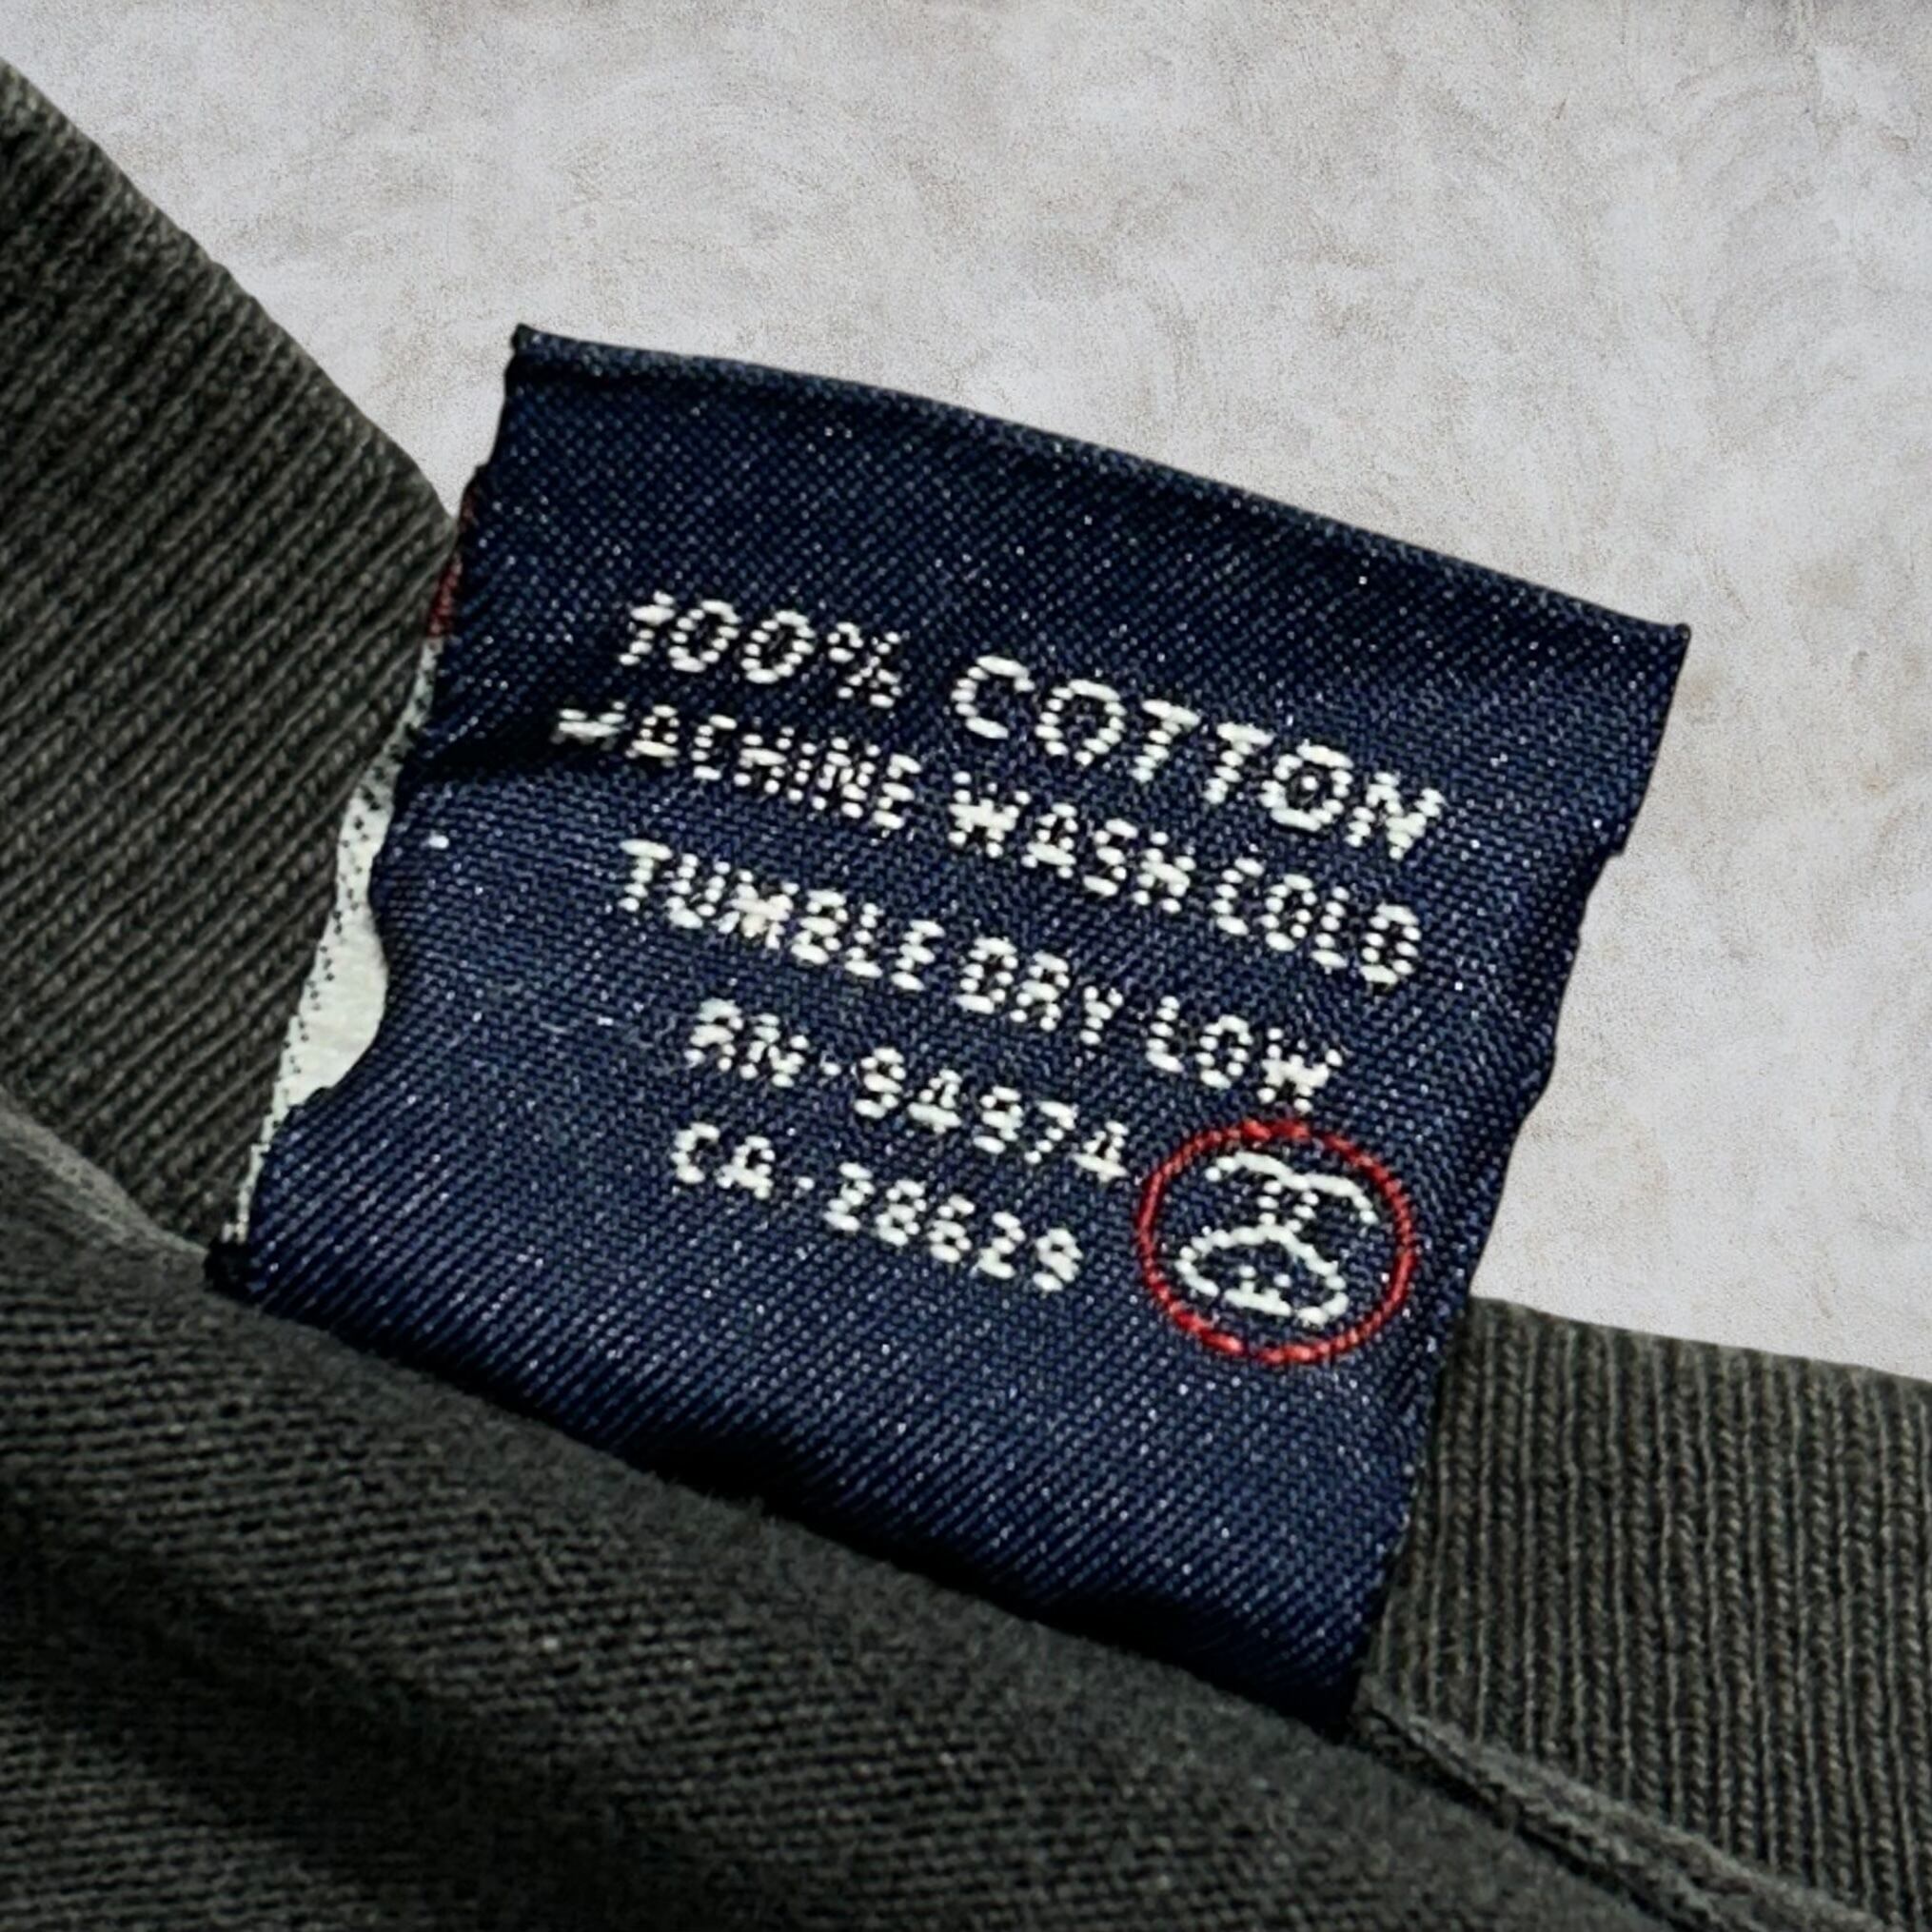 100% COTTON
MACHINE WASH COLD
TUMBLE DRY LOW
RN-94974
CA-28629